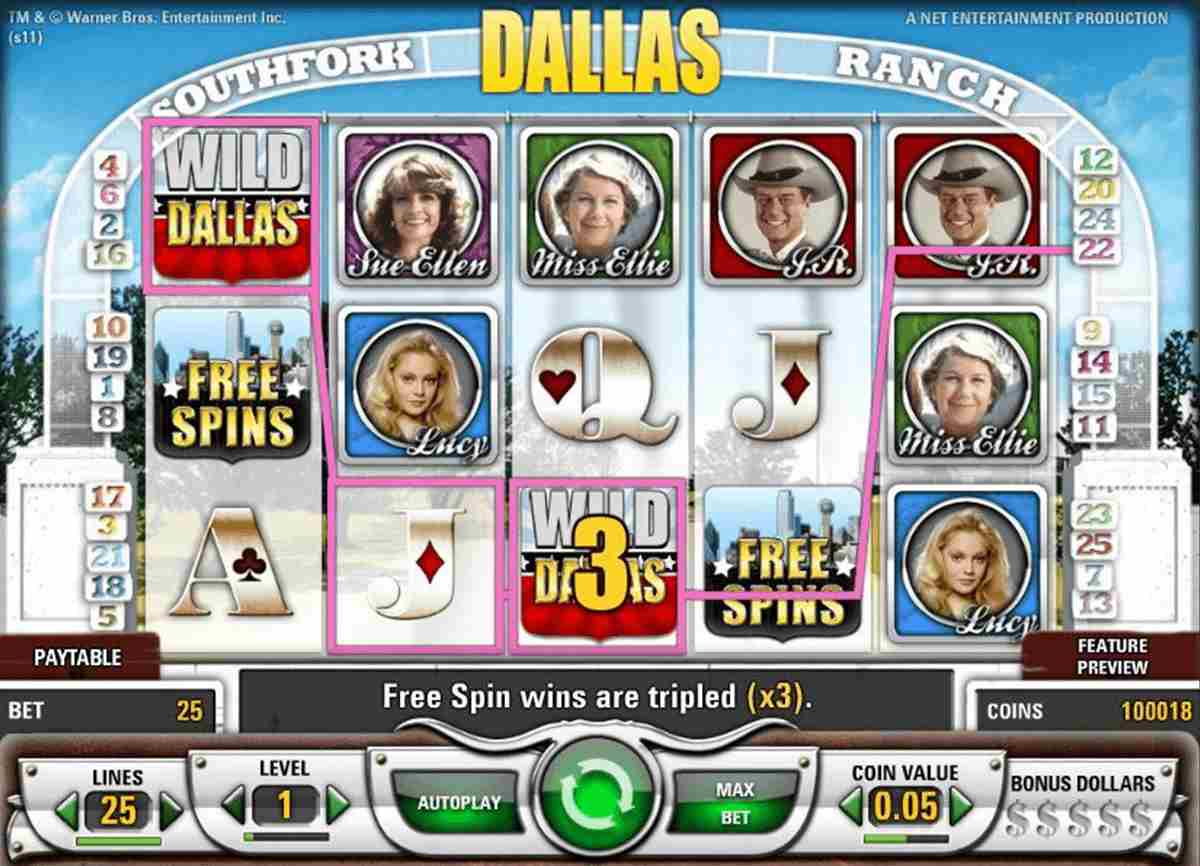 TM & © Warner Bros. Entertainment Inc.
(s11)
A NET ENTERTAINMENT PRODUCTION
SOUTHFORK
DALLAS
RANCH
4
6
2
16
WILD
DALLAS
Sue Ellen
Miss Ellie
J.R.
J.R.
12
20
24
22
10
19
1
8
FREE
SPINS
Lucy
Q
J
Miss Ellie
9
14
15
11
17
3
21
18
5
A
J
WILD
DALLAS
3
FREE
SPINS
Lucy
23
25
7
13
PAYTABLE
FEATURE
PREVIEW
BET 25
Free Spin wins are tripled (x3).
COINS 100018
LINES
25
LEVEL
1
AUTOPLAY
MAX
BET
COIN VALUE
0.05
BONUS DOLLARS
$ $ $ $ $